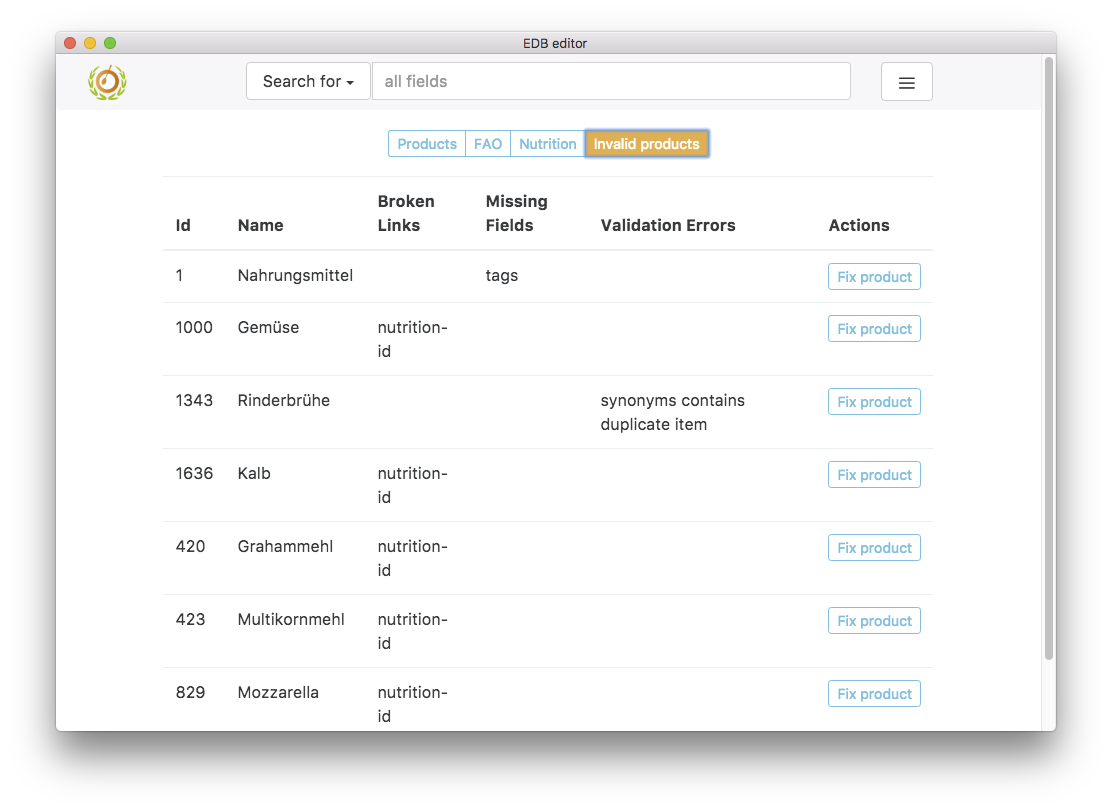 EDB editor
Search for all fields
Products FAO Nutrition Invalid products
Broken Missing
Id Name Links Fields Validation Errors Actions
1 Nahrungsmittel tags Fix product
1000 Gemüse nutrition- Fix product
id
1343 Rinderbrühe synonyms contains Fix product
duplicate item
1636 Kalb nutrition- Fix product
id
420 Grahammehl nutrition- Fix product
id
423 Multikornmehl nutrition- Fix product
id
829 Mozzarella nutrition- Fix product
id